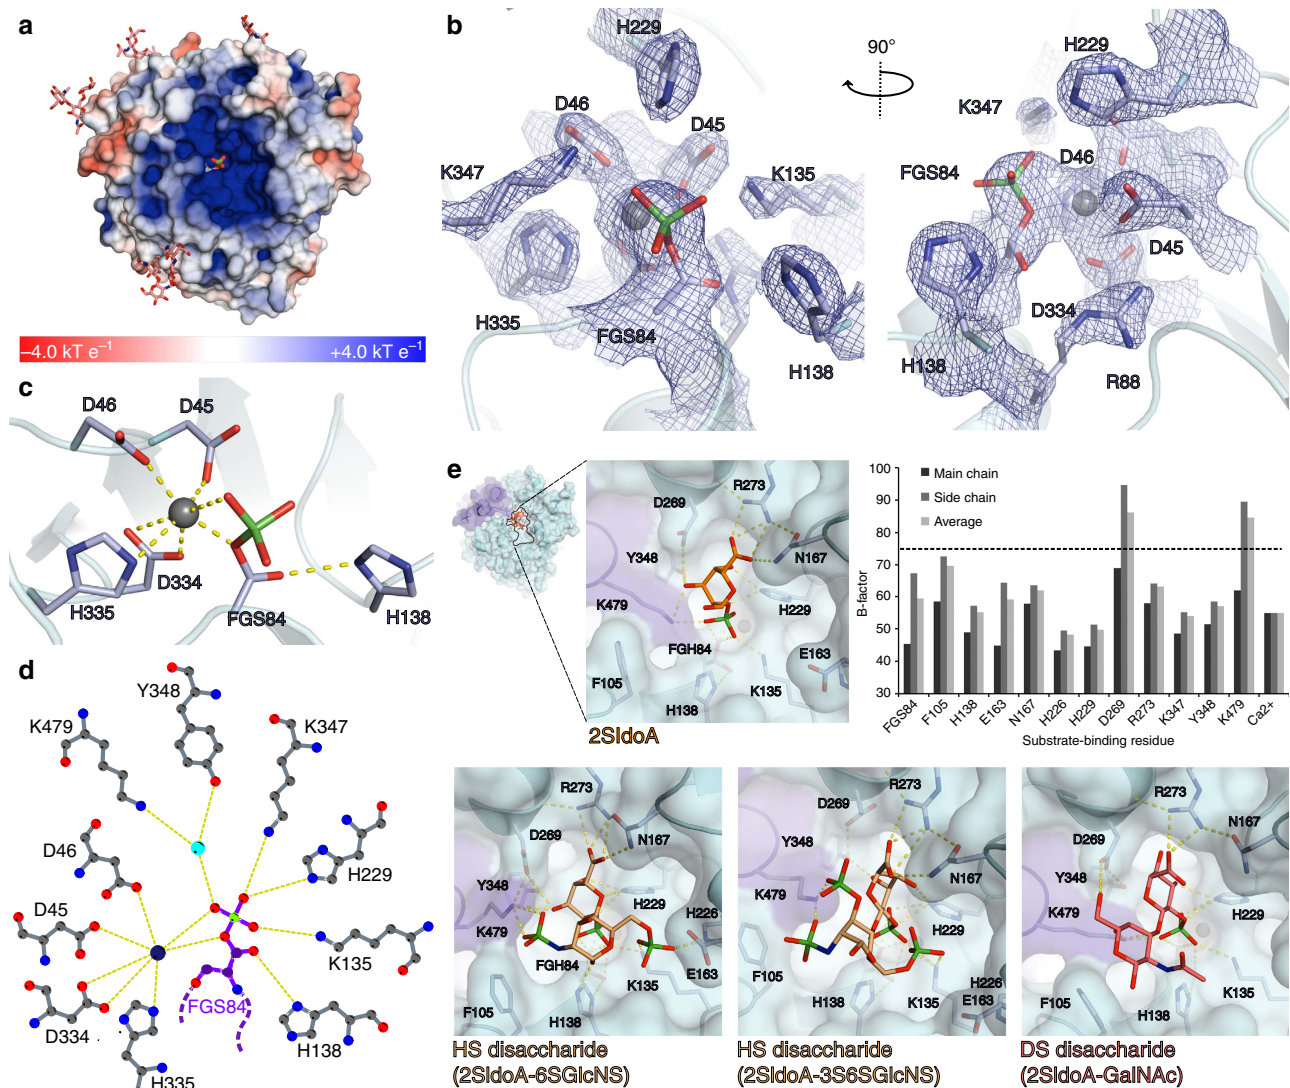 a
−4.0 kT e−1
+4.0 kT e−1
b
H229
D46
D45
K347
K135
H335
FGS84
H138
90°
H229
K347
D46
FGS84
D45
D334
H138
R88
c
D46
D45
D334
H335
FGS84
H138
d
Y348
K479
K347
D46
H229
D45
K135
FGS84
D334
H138
H335
e
R273
D269
Y348
N167
K479
H229
FGH84
E163
F105
K135
H138
2SIdoA
100
90
80
70
60
50
40
30
B-factor
Main chain
Side chain
Average
FGS84
F105
H138
E163
N167
H226
H229
D269
R273
K347
Y348
K479
Ca2+
Substrate-binding residue
R273
D269
N167
Y348
H229
K479
H226
FGH84
E163
K135
F105
H138
HS disaccharide
(2SIdoA-6SGlcNS)
R273
D269
Y348
N167
K479
H229
F105
H226
K135
E163
H138
HS disaccharide
(2SIdoA-3S6SGlcNS)
R273
N167
D269
Y348
K479
H229
K135
F105
H138
DS disaccharide
(2SIdoA-GalNAc)